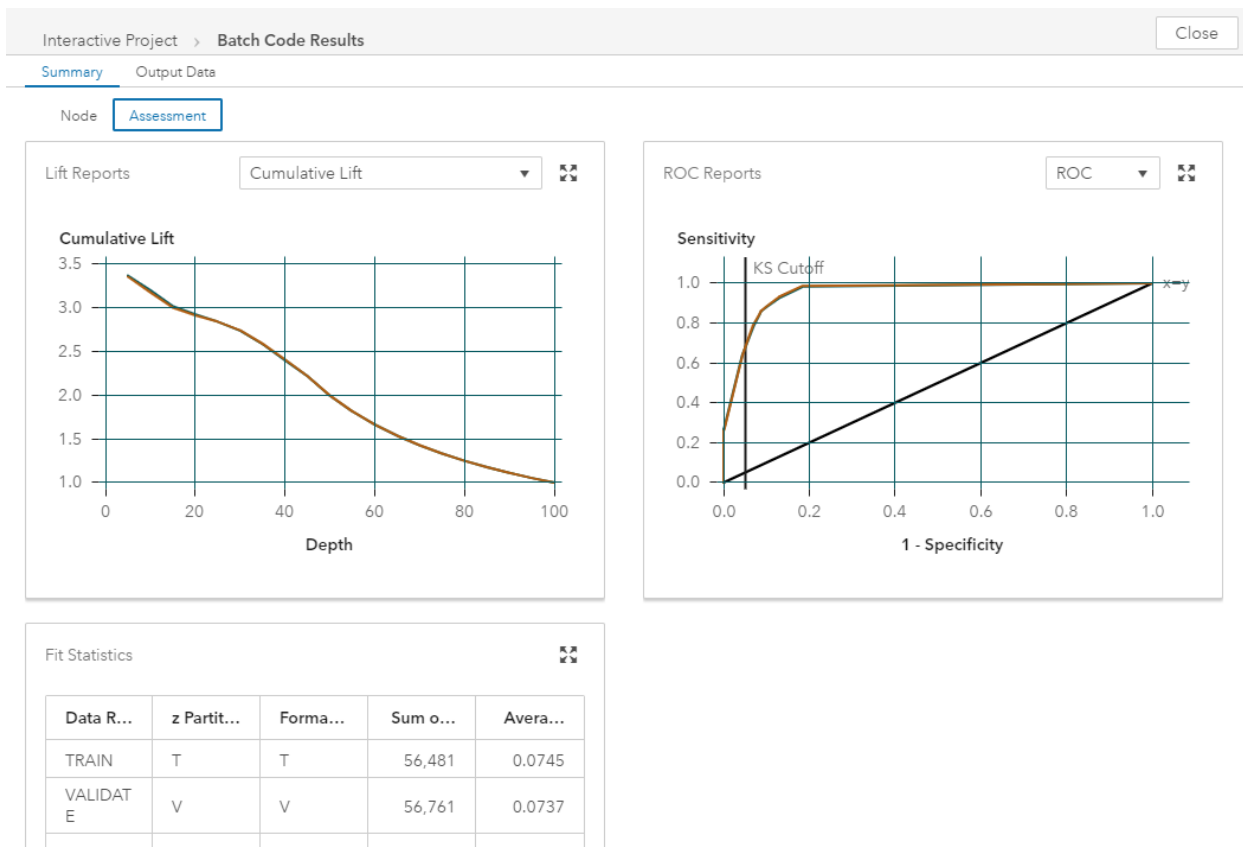 Interactive Project > Batch Code Results
Close
Summary Output Data
Node Assessment
Lift Reports Cumulative Lift
Cumulative Lift
3.5
3.0
2.5
2.0
1.5
1.0
0 20 40 60 80 100
Depth
ROC Reports ROC
Sensitivity
KS Cutoff
1.0
x=y
0.8
0.6
0.4
0.2
0.0
0.0 0.2 0.4 0.6 0.8 1.0
1 - Specificity
Fit Statistics
Data R... z Partit... Forma... Sum o... Avera...
TRAIN T T 56,481 0.0745
VALIDAT
E V V 56,761 0.0737